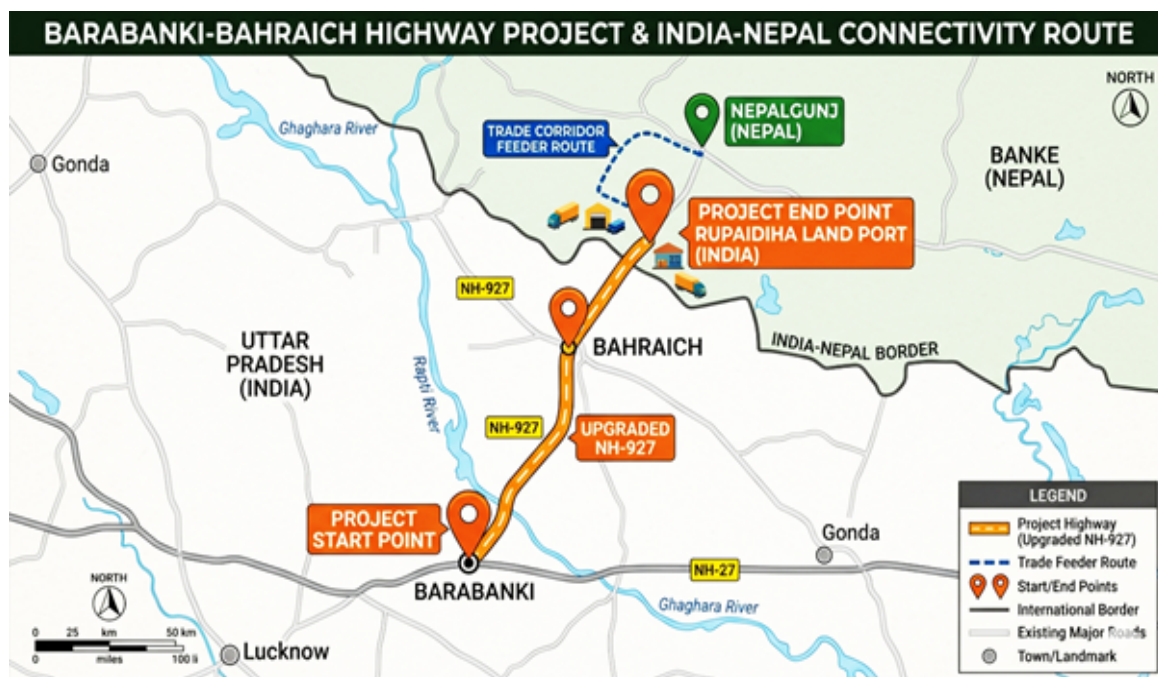 BARABANKI-BAHRAICH HIGHWAY PROJECT & INDIA-NEPAL CONNECTIVITY ROUTE
NORTH
Ghaghara River
Gonda
TRADE CORRIDOR
FEEDER ROUTE
NEPALGUNJ
(NEPAL)
BANKE
(NEPAL)
PROJECT END POINT
RUPAIDIHA LAND PORT
(INDIA)
NH-927
UTTAR
PRADESH
(INDIA)
BAHRAICH
INDIA-NEPAL BORDER
Rapti River
NH-927
UPGRADED
NH-927
PROJECT
START POINT
BARABANKI
NH-27
Gonda
Ghaghara River
NORTH
0 25 km 50 km
0 miles 100
Lucknow
LEGEND
Project Highway
(Upgraded NH-927)
Trade Feeder Route
Start/End Points
International Border
Existing Major Roads
Town/Landmark